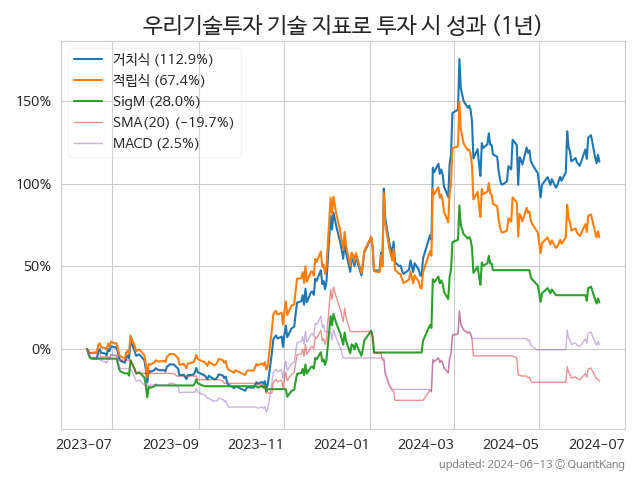 우리기술투자 기술 지표로 투자 시 성과 (1년)
거치식 (112.9%)
적립식 (67.4%)
SigM (28.0%)
SMA(20) (−19.7%)
MACD (2.5%)
150%
100%
50%
0%
2023-07 2023-09 2023-11 2024-01 2024-03 2024-05 2024-07
updated: 2024-06-13 © QuantKang